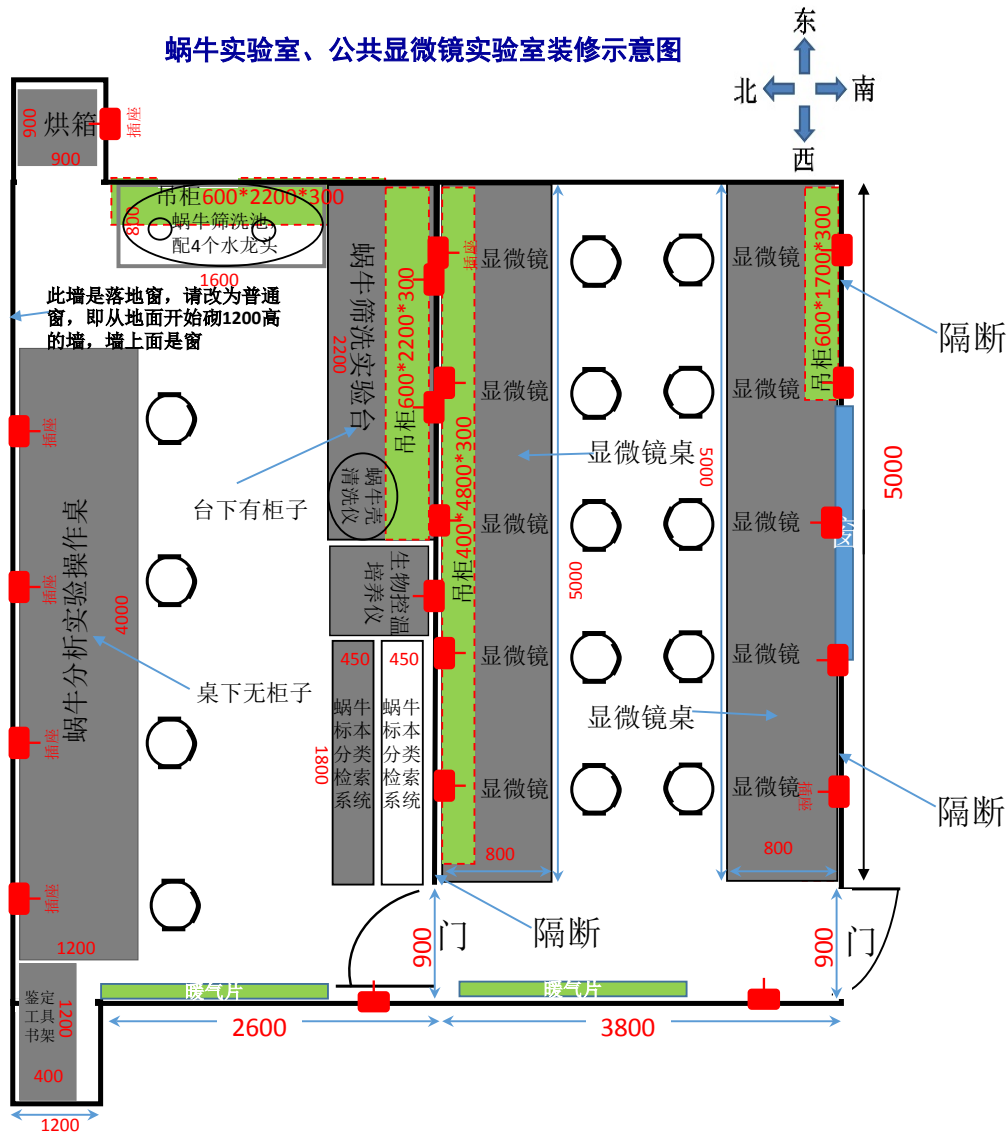 蜗牛实验室、公共显微镜实验室装修示意图
东
北
南
西
900
烘箱
900
插座
吊柜600*2200*300
800
蜗牛筛洗池,
配4个水龙头
1600
此墙是落地窗，请改为普通
窗，即从地面开始砌1200高
的墙，墙上面是窗
蜗牛筛洗实验台
2200
吊柜600*2200*300
蜗牛壳
清洗仪
台下有柜子
插座
吊柜400*4800*300
显微镜
显微镜
显微镜
显微镜
显微镜
显微镜桌
5000
800
5000
显微镜
显微镜
显微镜
显微镜
显微镜
显微镜桌
800
插座
吊柜600*1700*300
窗
隔断
5000
隔断
蜗牛分析实验操作桌
4000
1200
插座
插座
插座
插座
桌下无柜子
生物控温
培养仪
450
450
蜗牛
标本
分类
检索
系统
蜗牛
标本
分类
检索
系统
1800
隔断
900
门
900
门
暖气片
暖气片
2600
3800
鉴定
工具
书架
1200
400
1200